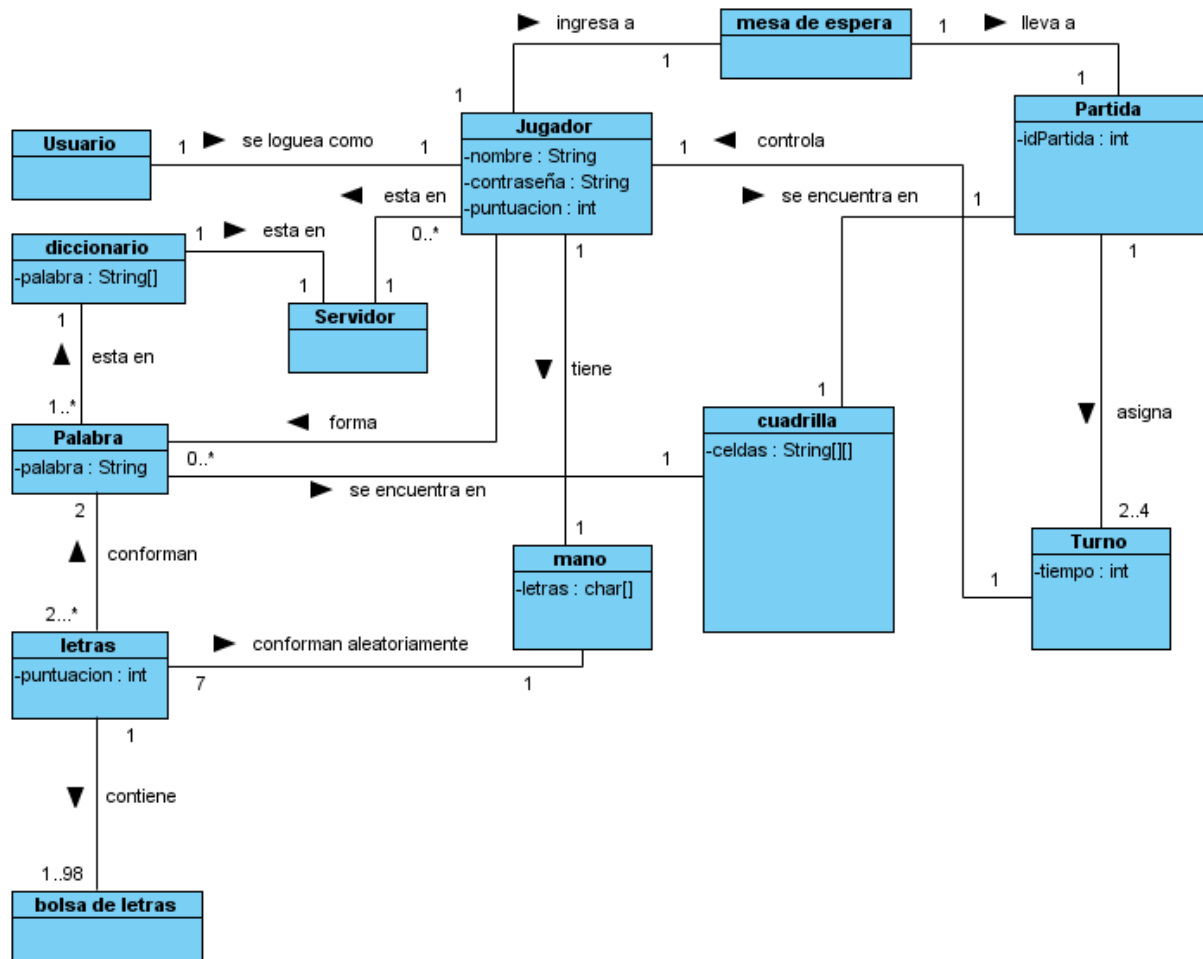 ingresa a
mesa de espera
1
lleva a
1
1
1
Partida
-idPartida : int
Usuario
1
se loguea como
1
Jugador
-nombre : String
-contraseña : String
-puntuacion : int
1
controla
se encuentra en
1
esta en
0..*
1
esta en
diccionario
-palabra : String[]
1
1
1
1
Servidor
1
esta en
tiene
1..*
forma
1
cuadrilla
-celdas : String[][]
asigna
Palabra
-palabra : String
0..*
1
se encuentra en
2
2..4
1
Turno
-tiempo : int
conforman
mano
-letras : char[]
1
2...*
letras
-puntuacion : int
conforman aleatoriamente
7
1
1
contiene
1..98
bolsa de letras